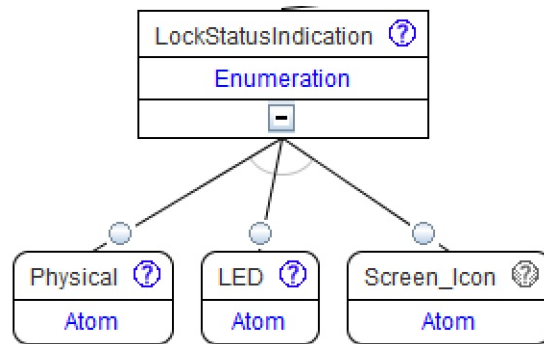 LockStatusIndication ?
Enumeration
Physical ? LED ? Screen_Icon ?
Atom Atom Atom